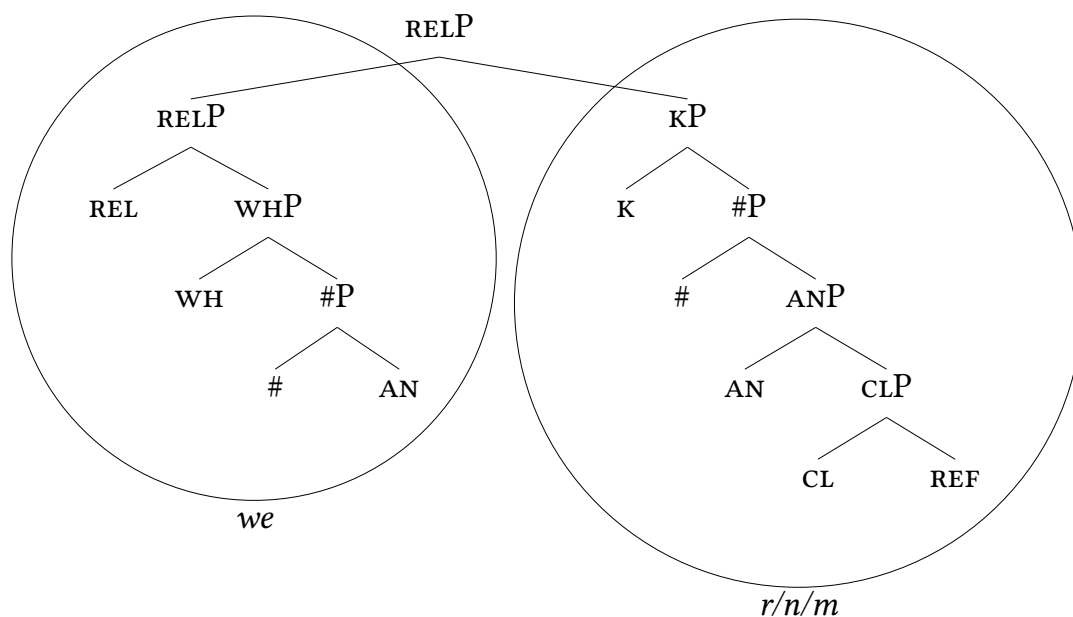 RELP
RELP KP
REL WHP K #P
WH #P # ANP
# AN AN CLP
CL REF
we
r/n/m